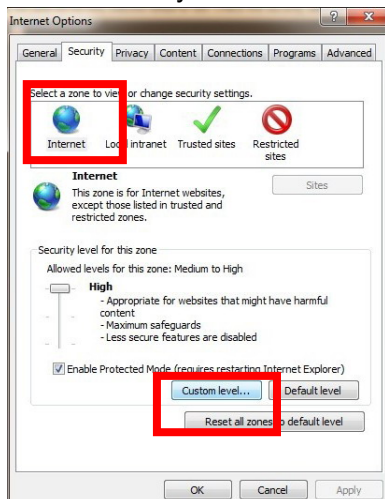 Internet Options
General Security Privacy Content Connections Programs Advanced
Select a zone to view or change security settings.
Internet Local intranet Trusted sites Restricted sites
Internet
Sites
This zone is for Internet websites,
except those listed in trusted and
restricted zones.
Security level for this zone
Allowed levels for this zone: Medium to High
High
- Appropriate for websites that might have harmful
content
- Maximum safeguards
- Less secure features are disabled
Enable Protected Mode (requires restarting Internet Explorer)
Custom level... Default level
Reset all zones to default level
OK Cancel Apply